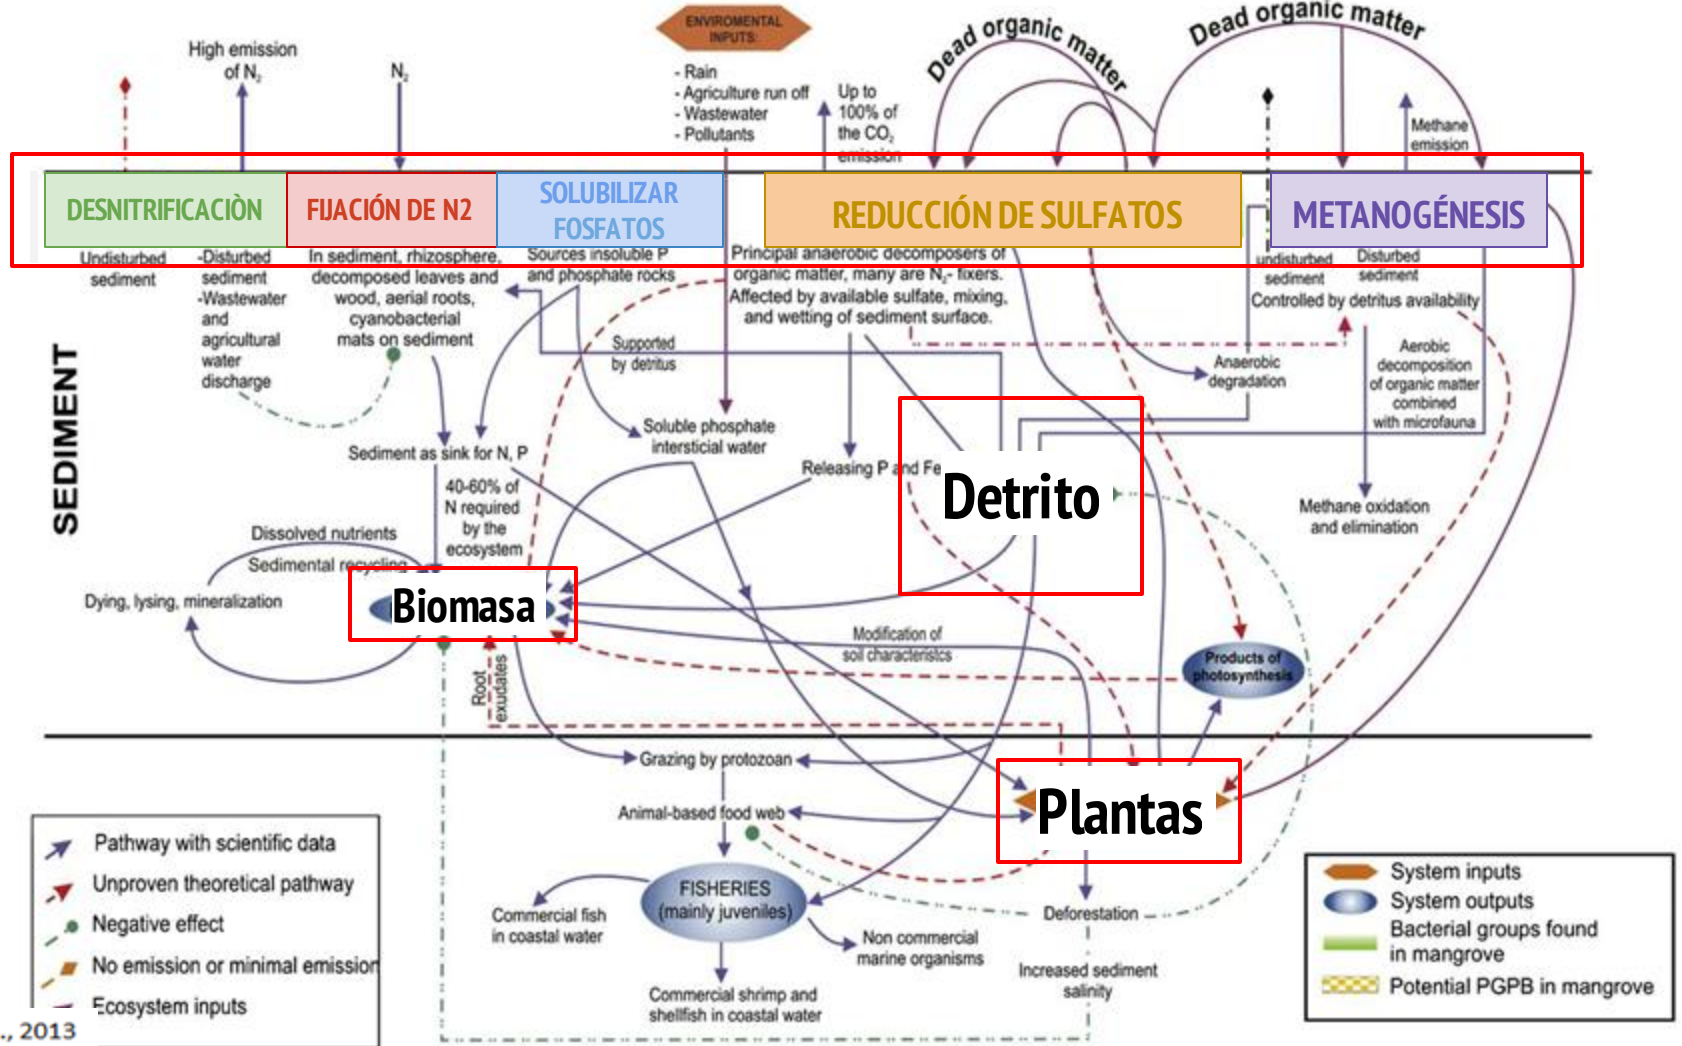 ENVIROMENTAL
INPUTS:
- Rain
- Agriculture run off
- Wastewater
- Pollutants
High emission
of N₂
N₂
Up to
100% of
the CO₂
emission
Dead organic matter
Dead organic matter
Methane
emission
DESNITRIFICACIÒN
FIJACIÓN DE N2
SOLUBILIZAR
FOSFATOS
REDUCCIÓN DE SULFATOS
METANOGÉNESIS
Undisturbed
sediment
-Disturbed
sediment
-Wastewater
and
agricultural
water
discharge
In sediment, rhizosphere,
decomposed leaves and
wood, aerial roots,
cyanobacterial
mats on sediment
Sources insoluble P
and phosphate rocks
Principal anaerobic decomposers of
organic matter, many are N₂- fixers.
Affected by available sulfate, mixing,
and wetting of sediment surface.
undisturbed
sediment
Disturbed
sediment
Controlled by detritus availability
SEDIMENT
Supported
by detritus
Anaerobic
degradation
Aerobic
decomposition
of organic matter
combined
with microfauna
Soluble phosphate
intersticial water
Sediment as sink for N, P
Releasing P and Fe
Detrito
40-60% of
N required
by the
ecosystem
Methane oxidation
and elimination
Dissolved nutrients
Sedimental recycling
Dying, lysing, mineralization
Biomasa
Modification of
soil characteristcs
Products of
photosynthesis
Root
exudates
Grazing by protozoan
Animal-based food web
Plantas
FISHERIES
(mainly juveniles)
Commercial fish
in coastal water
Non commercial
marine organisms
Commercial shrimp and
shellfish in coastal water
Deforestation
Increased sediment
salinity
Pathway with scientific data
Unproven theoretical pathway
Negative effect
No emission or minimal emission
Ecosystem inputs
System inputs
System outputs
Bacterial groups found
in mangrove
Potential PGPB in mangrove
., 2013